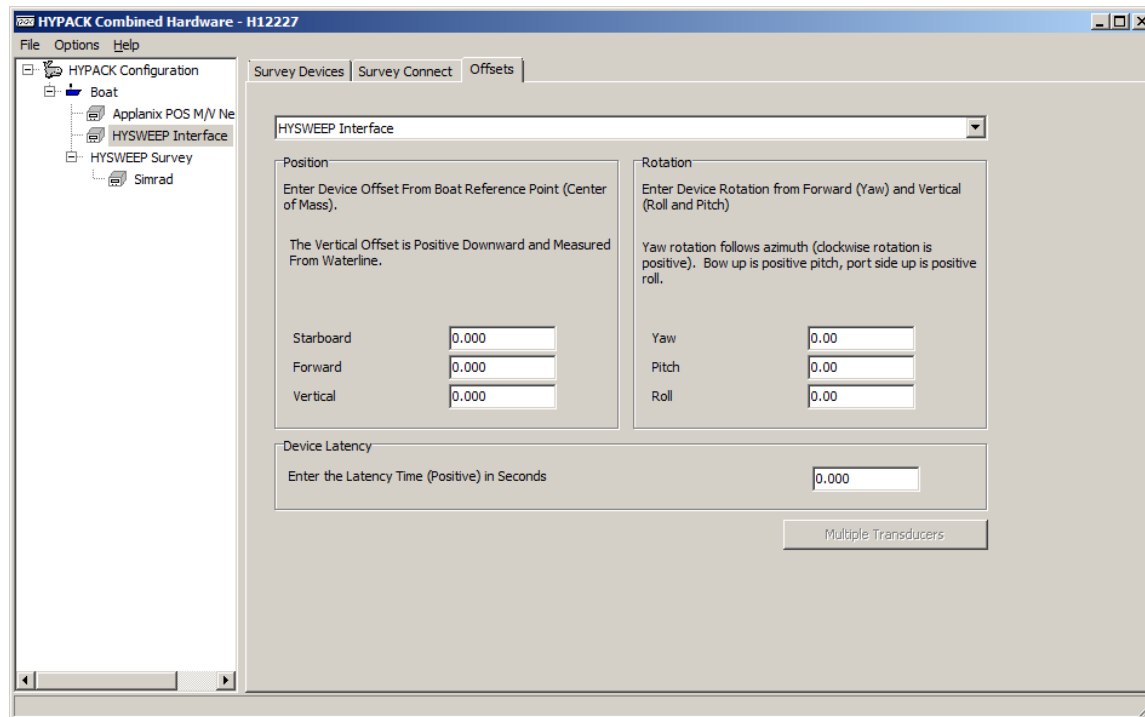 HYPACK Combined Hardware - H12227
File Options Help
HYPACK Configuration
Boat
Applanix POS M/V Ne
HYSWEEP Interface
HYSWEEP Survey
Simrad
Survey Devices Survey Connect Offsets
HYSWEEP Interface
Position
Enter Device Offset From Boat Reference Point (Center
of Mass).
The Vertical Offset is Positive Downward and Measured
From Waterline.
Starboard 0.000
Forward 0.000
Vertical 0.000
Rotation
Enter Device Rotation from Forward (Yaw) and Vertical
(Roll and Pitch)
Yaw rotation follows azimuth (clockwise rotation is
positive). Bow up is positive pitch, port side up is positive
roll.
Yaw 0.00
Pitch 0.00
Roll 0.00
Device Latency
Enter the Latency Time (Positive) in Seconds 0.000
Multiple Transducers